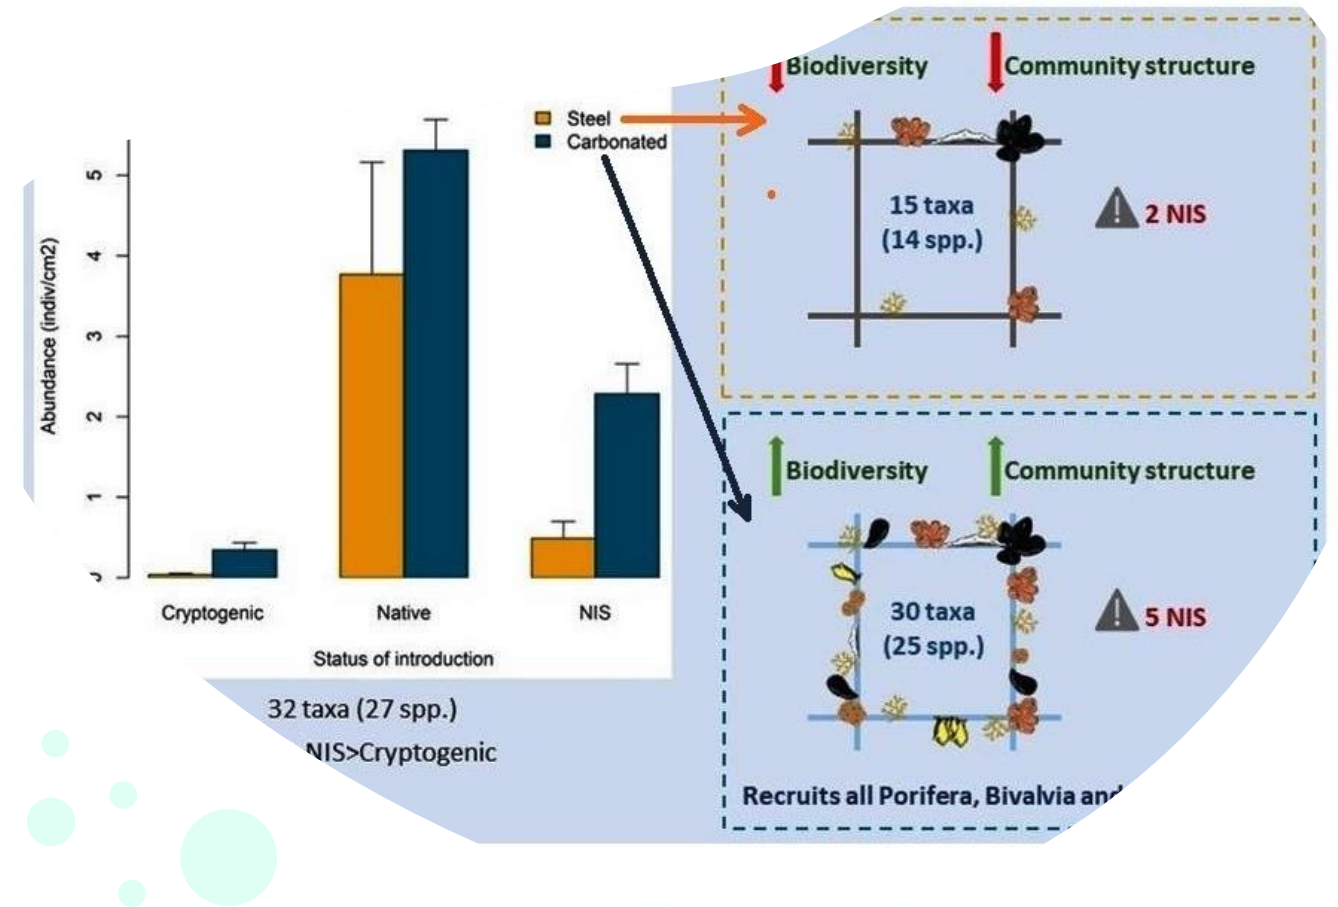 Biodiversity
Community structure
Steel
Carbonated
5
4
3
2
1
Abundance (indiv/cm2)
Cryptogenic
Native
NIS
Status of introduction
15 taxa
(14 spp.)
2 NIS
Biodiversity
Community structure
30 taxa
(25 spp.)
5 NIS
Recruits all Porifera, Bivalvia and
32 taxa (27 spp.)
NIS>Cryptogenic